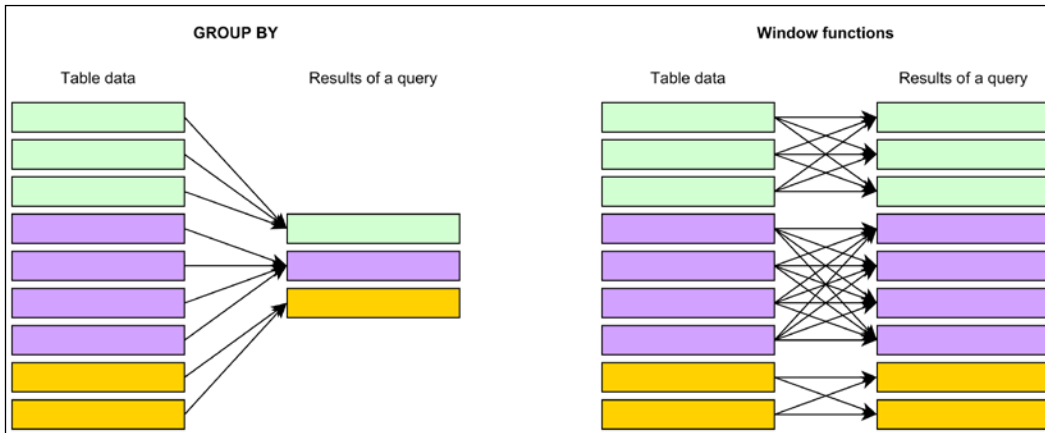 GROUP BY
Window functions
Table data
Results of a query
Table data
Results of a query